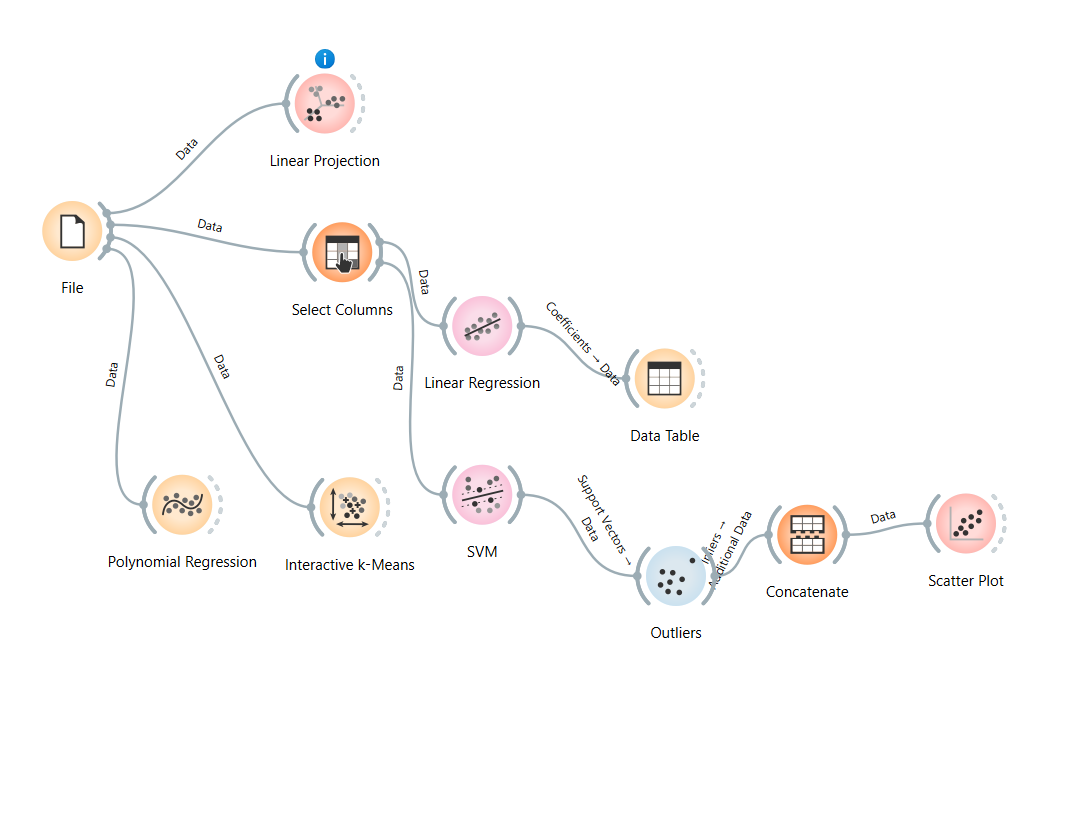 i
Linear Projection
Data
File
Data
Select Columns
Data
Linear Regression
Coefficients → Data
Data Table
Data
Data
Data
Polynomial Regression
Interactive k-Means
SVM
Support Vectors →
Data
Outliers
Inliers →
Additional Data
Concatenate
Data
Scatter Plot